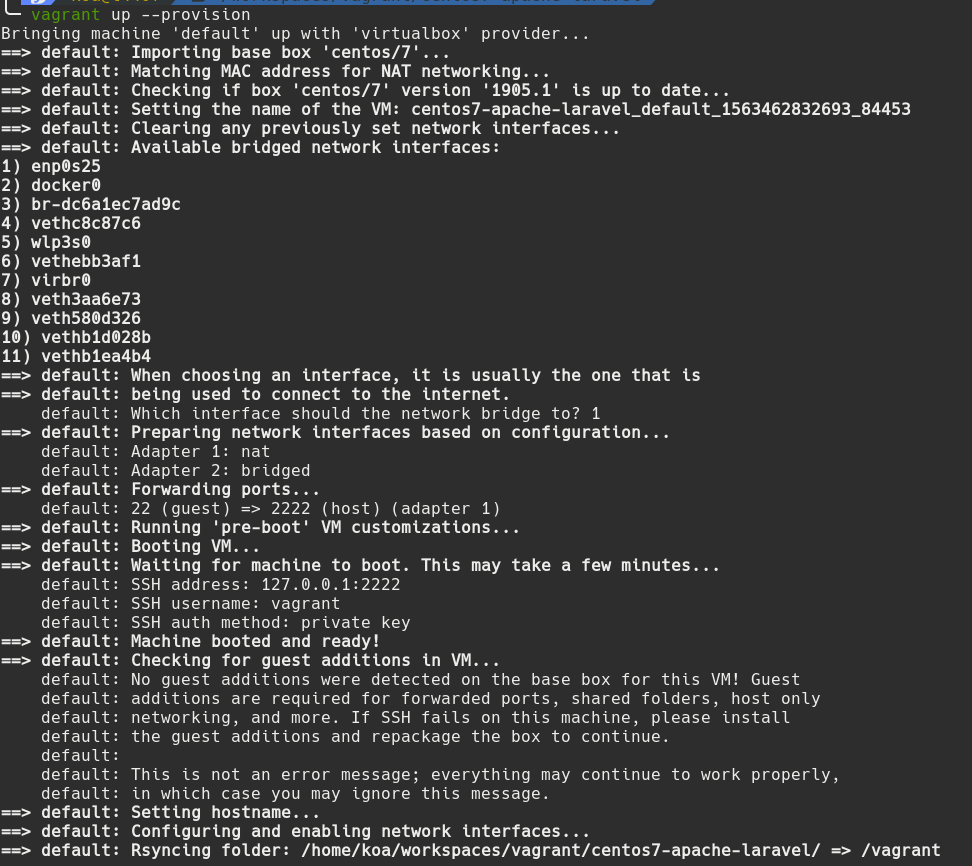 vagrant up --provision
Bringing machine 'default' up with 'virtualbox' provider...
==> default: Importing base box 'centos/7'...
==> default: Matching MAC address for NAT networking...
==> default: Checking if box 'centos/7' version '1905.1' is up to date...
==> default: Setting the name of the VM: centos7-apache-laravel_default_1563462832693_84453
==> default: Clearing any previously set network interfaces...
==> default: Available bridged network interfaces:
1) enp0s25
2) docker0
3) br-dc6a1ec7ad9c
4) vethc8c87c6
5) wlp3s0
6) vethebb3af1
7) virbr0
8) veth3aa6e73
9) veth580d326
10) vethb1d028b
11) vethb1ea4b4
==> default: When choosing an interface, it is usually the one that is
==> default: being used to connect to the internet.
    default: Which interface should the network bridge to? 1
==> default: Preparing network interfaces based on configuration...
    default: Adapter 1: nat
    default: Adapter 2: bridged
==> default: Forwarding ports...
    default: 22 (guest) => 2222 (host) (adapter 1)
==> default: Running 'pre-boot' VM customizations...
==> default: Booting VM...
==> default: Waiting for machine to boot. This may take a few minutes...
    default: SSH address: 127.0.0.1:2222
    default: SSH username: vagrant
    default: SSH auth method: private key
==> default: Machine booted and ready!
==> default: Checking for guest additions in VM...
    default: No guest additions were detected on the base box for this VM! Guest
    default: additions are required for forwarded ports, shared folders, host only
    default: networking, and more. If SSH fails on this machine, please install
    default: the guest additions and repackage the box to continue.
    default:
    default: This is not an error message; everything may continue to work properly,
    default: in which case you may ignore this message.
==> default: Setting hostname...
==> default: Configuring and enabling network interfaces...
==> default: Rsyncing folder: /home/koa/workspaces/vagrant/centos7-apache-laravel/ => /vagrant